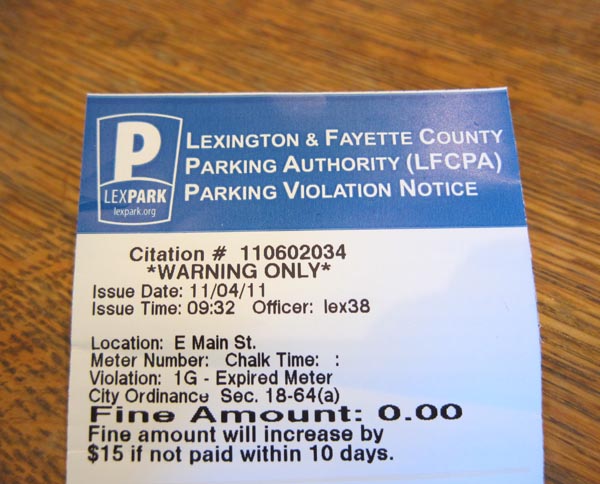 P
LEXPARK
lexpark.org
LEXINGTON & FAYETTE COUNTY
PARKING AUTHORITY (LFCPA)
PARKING VIOLATION NOTICE
Citation # 110602034
*WARNING ONLY*
Issue Date: 11/04/11
Issue Time: 09:32 Officer: lex38
Location: E Main St.
Meter Number: Chalk Time: :
Violation: 1G - Expired Meter
City Ordinance Sec. 18-64(a)
Fine Amount: 0.00
Fine amount will increase by
$15 if not paid within 10 days.